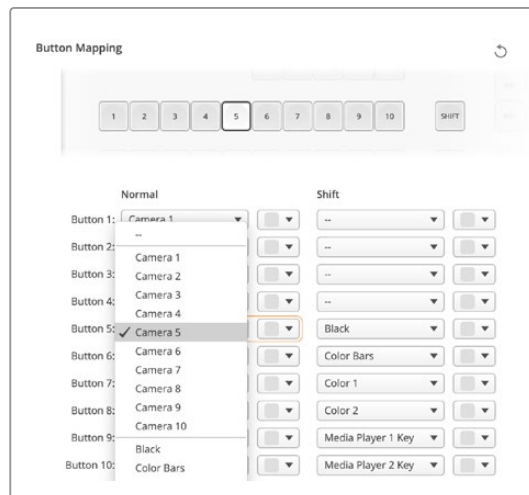 Button Mapping
1 2 3 4 5 6 7 8 9 10 SHIFT
Normal Shift
Button 1: Camera 1 --
--
Button 2: --
Camera 1
Camera 2
Button 3: --
Camera 3
Button 4: --
Camera 4
Button 5: ✓ Camera 5 Black
Button 6: Camera 6 Color Bars
Camera 7
Button 7: Color 1
Camera 8
Button 8: Color 2
Camera 9
Button 9: Media Player 1 Key
Camera 10
Black
Button 10: Media Player 2 Key
Color Bars